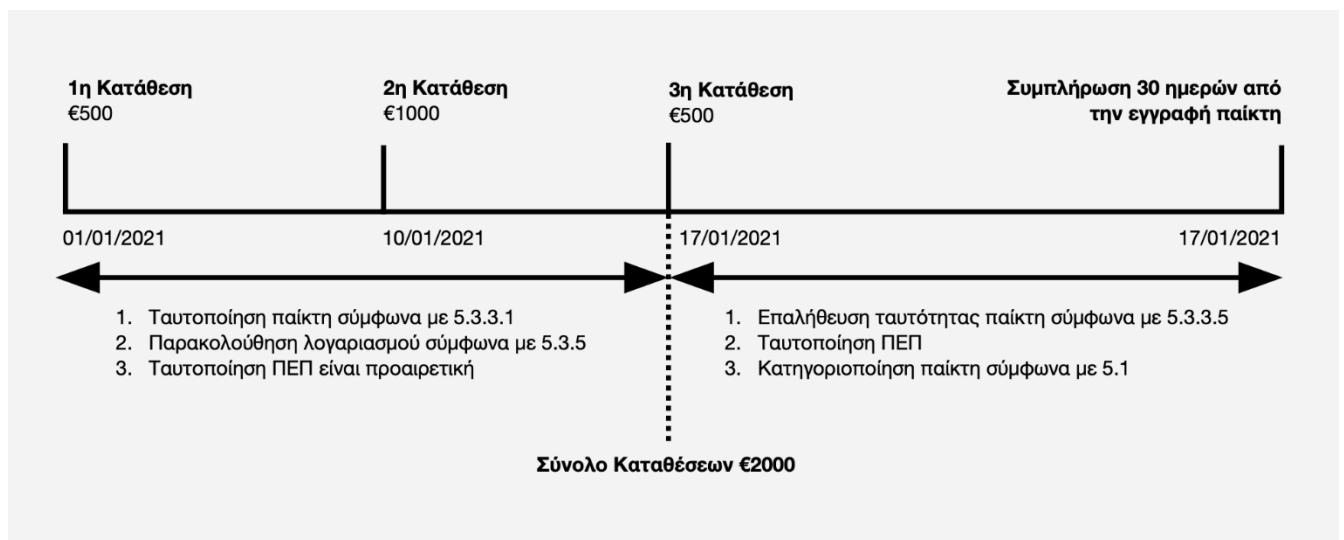 1η Κατάθεση
€500
2η Κατάθεση
€1000
3η Κατάθεση
€500
Συμπλήρωση 30 ημερών από
την εγγραφή παίκτη
01/01/2021
10/01/2021
17/01/2021
17/01/2021
1. Ταυτοποίηση παίκτη σύμφωνα με 5.3.3.1
2. Παρακολούθηση λογαριασμού σύμφωνα με 5.3.5
3. Ταυτοποίηση ΠΕΠ είναι προαιρετική
1. Επαλήθευση ταυτότητας παίκτη σύμφωνα με 5.3.3.5
2. Ταυτοποίηση ΠΕΠ
3. Κατηγοριοποίηση παίκτη σύμφωνα με 5.1
Σύνολο Καταθέσεων €2000